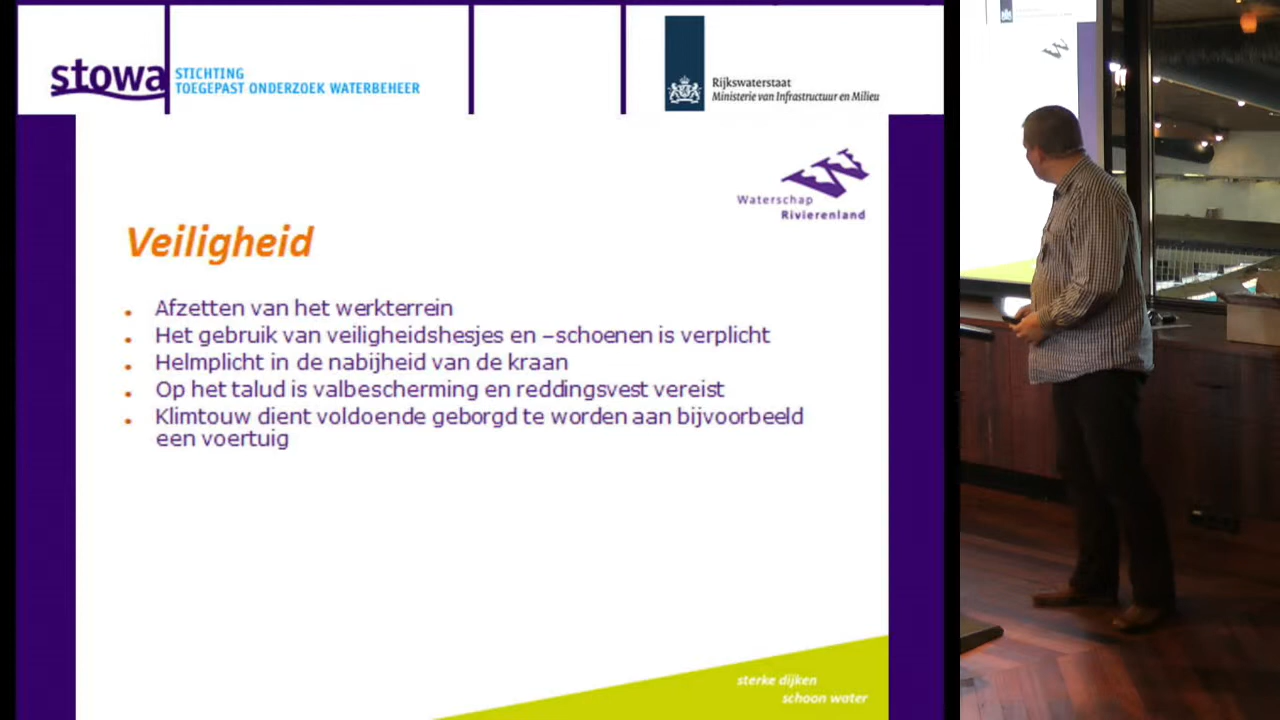 stowa
STICHTING
TOEGEPAST ONDERZOEK WATERBEHEER
Rijkswaterstaat
Ministerie van Infrastructuur en Milieu
Waterschap
Rivierenland
Veiligheid
Afzetten van het werkterrein
Het gebruik van veiligheidshesjes en –schoenen is verplicht
Helmplicht in de nabijheid van de kraan
Op het talud is valbescherming en reddingsvest vereist
Klimtouw dient voldoende geborgd te worden aan bijvoorbeeld
een voertuig
sterke dijken
schoon water